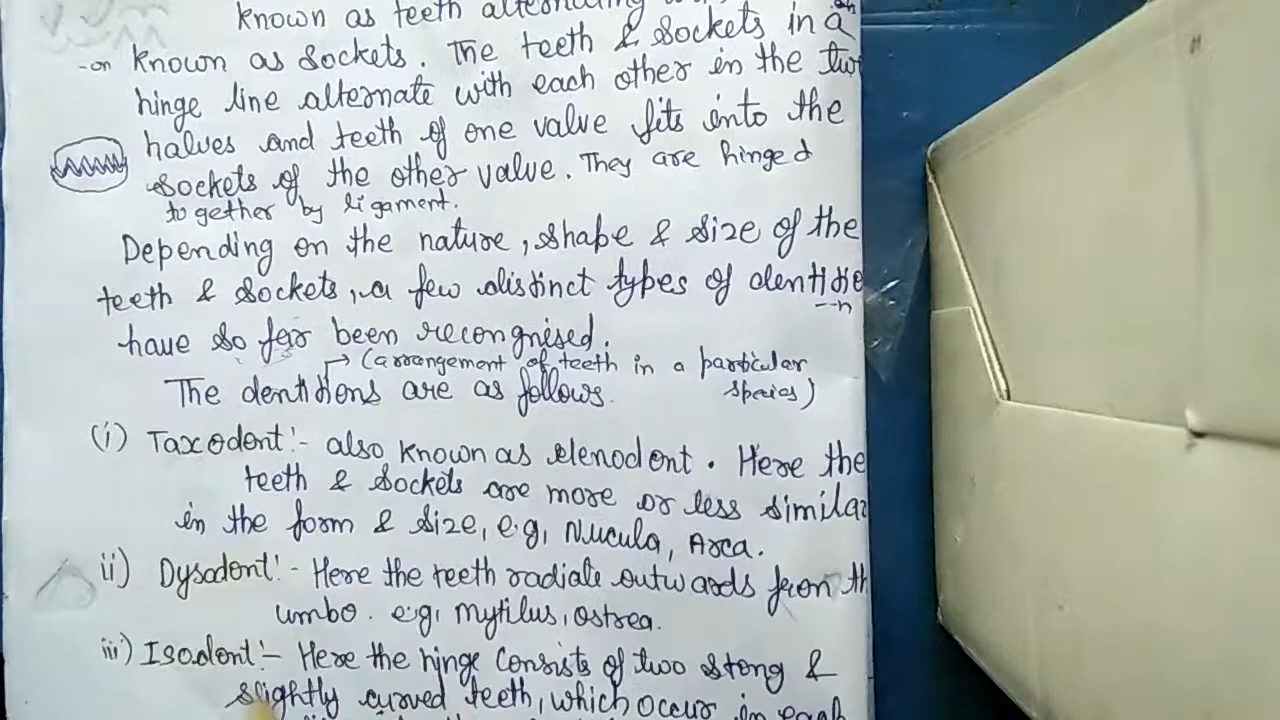 known as teeth alternating
-on known as sockets. The teeth & sockets in a
hinge line alternate with each other in the two
halves and teeth of one valve fits into the
sockets of the other valve. They are hinged
together by ligament.
Depending on the nature, shape & size of the
teeth & sockets, a few distinct types of dentitio
--n
have so far been recongnised.
→ (arrangement of teeth in a particular
The dentitions are as follows. species)
(i) Taxodont:- also known as elenodont. Here the
teeth & sockets are more or less similar
in the form & size, e.g, Nucula, Arca.
ii) Dysodont:- Here the teeth radiate outwards from th
umbo. e.g, mytilus, ostrea.
iii) Isodont:- Here the hinge consists of two stong &
slightly curved teeth, which occur in each